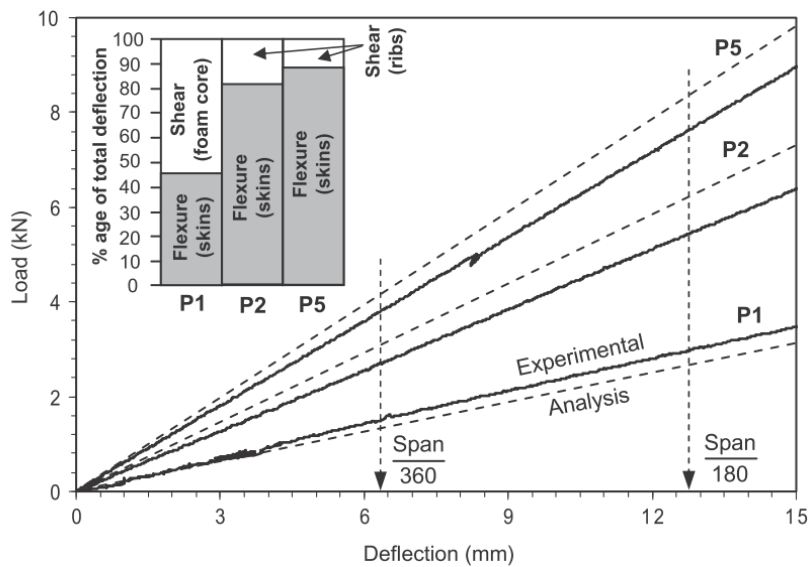 10
8
6
4
2
0
Load (kN)
0
3
6
9
12
15
Deflection (mm)
% age of total deflection
100
90
80
70
60
50
40
30
20
10
0
Shear
(foam core)
Flexure
(skins)
Flexure
(skins)
Flexure
(skins)
Shear
(ribs)
P1
P2
P5
P5
P2
P1
Experimental
Analysis
Span
360
Span
180